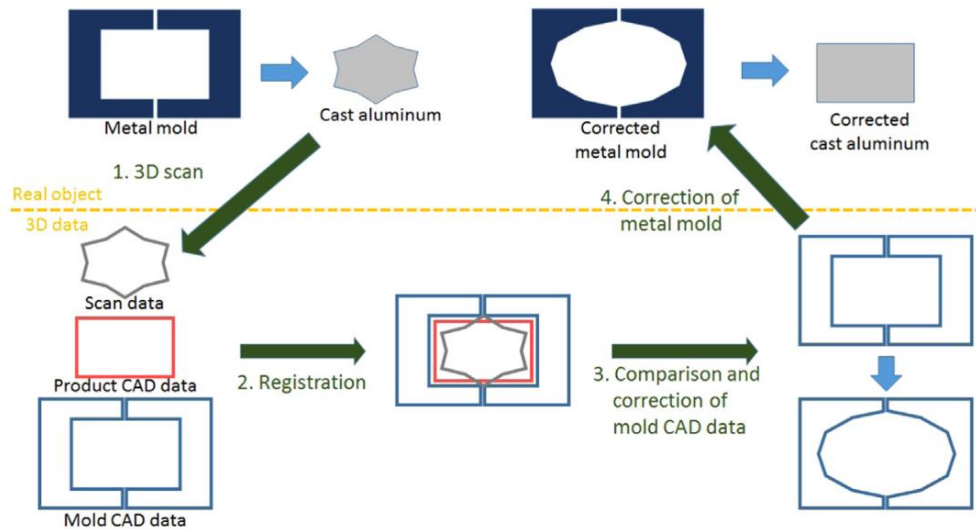 Metal mold
Cast aluminum
Corrected
metal mold
Corrected
cast aluminum
1. 3D scan
Real object
3D data
4. Correction of
metal mold
Scan data
Product CAD data
2. Registration
3. Comparison and
correction of
mold CAD data
Mold CAD data